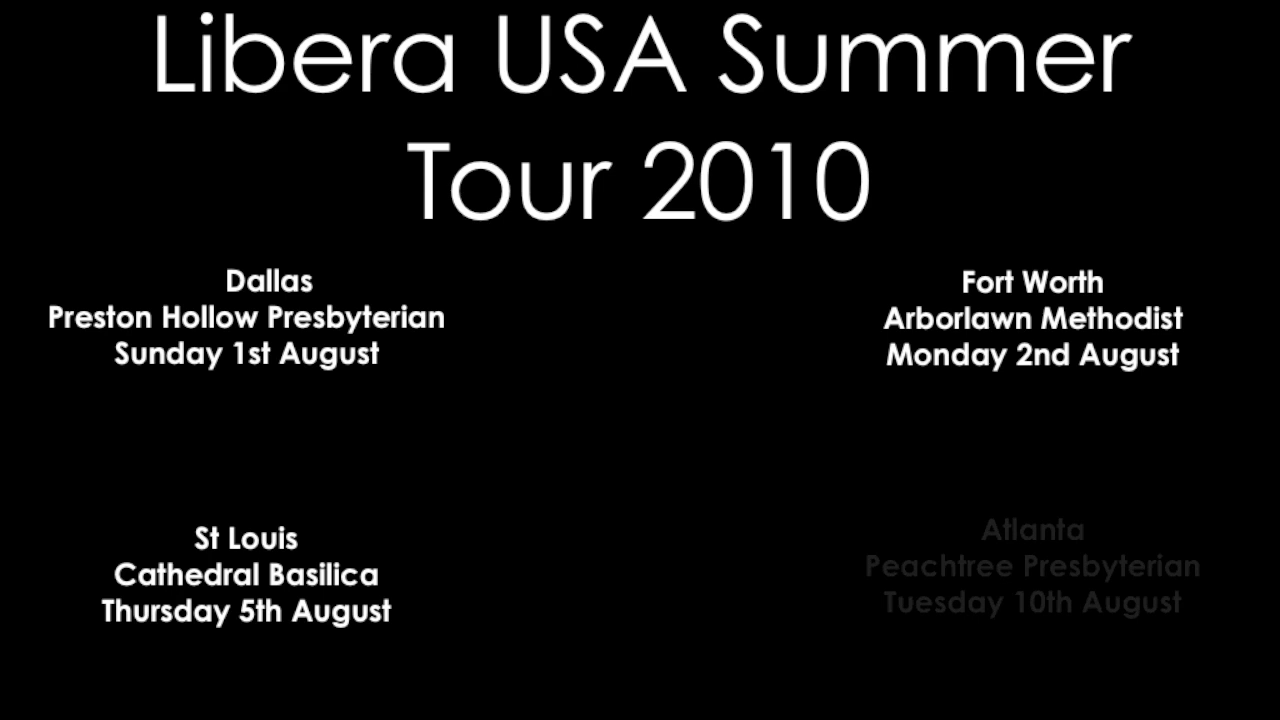 Libera USA Summer
Tour 2010
Dallas
Preston Hollow Presbyterian
Sunday 1st August
Fort Worth
Arborlawn Methodist
Monday 2nd August
St Louis
Cathedral Basilica
Thursday 5th August
Atlanta
Peachtree Presbyterian
Tuesday 10th August